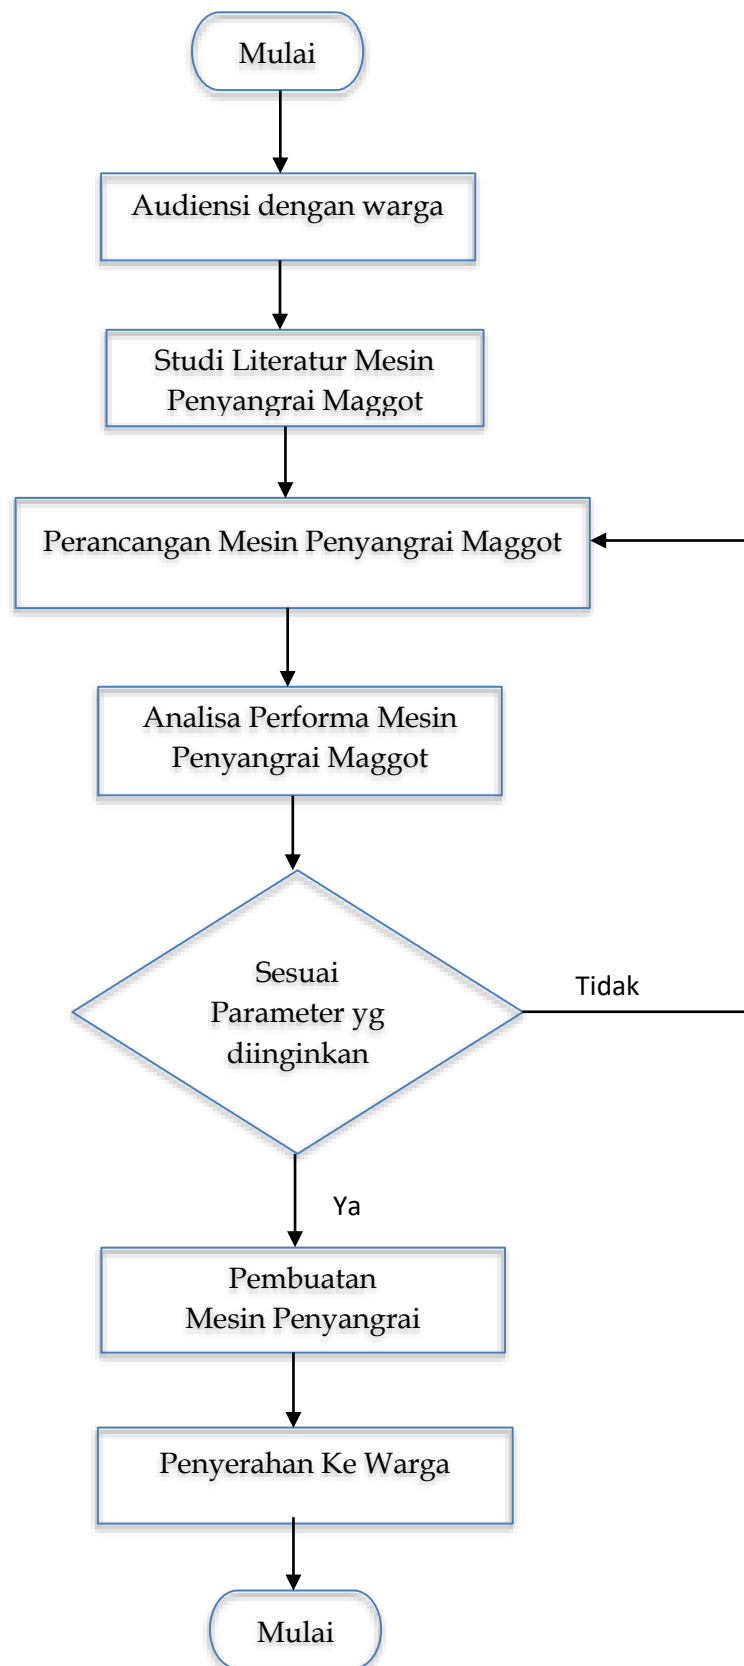 Mulai
Audiensi dengan warga
Studi Literatur Mesin
Penyangrai Maggot
Perancangan Mesin Penyangrai Maggot
Analisa Performa Mesin
Penyangrai Maggot
Sesuai
Parameter yg
diinginkan
Tidak
Ya
Pembuatan
Mesin Penyangrai
Penyerahan Ke Warga
Mulai